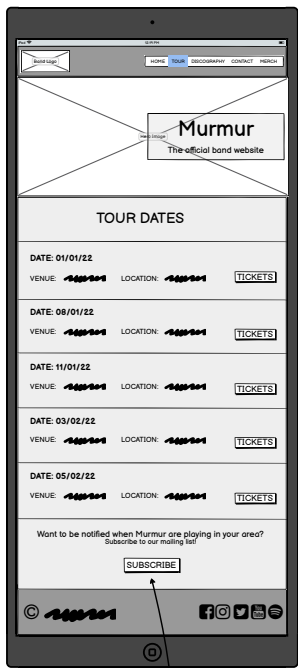 iPad
Band Logo
HOME TOUR DISCOGRAPHY CONTACT MERCH
Hero Image
Murmur
The official band website
TOUR DATES
DATE: 01/01/22
VENUE: LOCATION: TICKETS
DATE: 08/01/22
VENUE: LOCATION: TICKETS
DATE: 11/01/22
VENUE: LOCATION: TICKETS
DATE: 03/02/22
VENUE: LOCATION: TICKETS
DATE: 05/02/22
VENUE: LOCATION: TICKETS
Want to be notified when Murmur are playing in your area?
Subscribe to our mailing list!
SUBSCRIBE
© You Tube